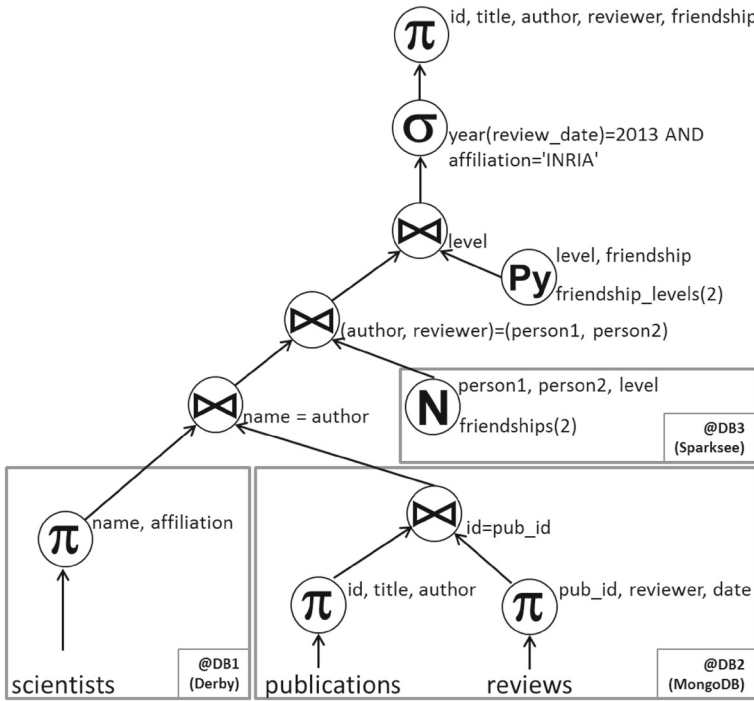 π id, title, author, reviewer, friendship
σ year(review_date)=2013 AND
affiliation='INRIA'
⋈ level
Py level, friendship
friendship_levels(2)
⋈ (author, reviewer)=(person1, person2)
N person1, person2, level
friendships(2)
@DB3
(Sparksee)
⋈ name = author
π name, affiliation
⋈ id=pub_id
π id, title, author
π pub_id, reviewer, date
scientists
@DB1
(Derby)
publications
reviews
@DB2
(MongoDB)